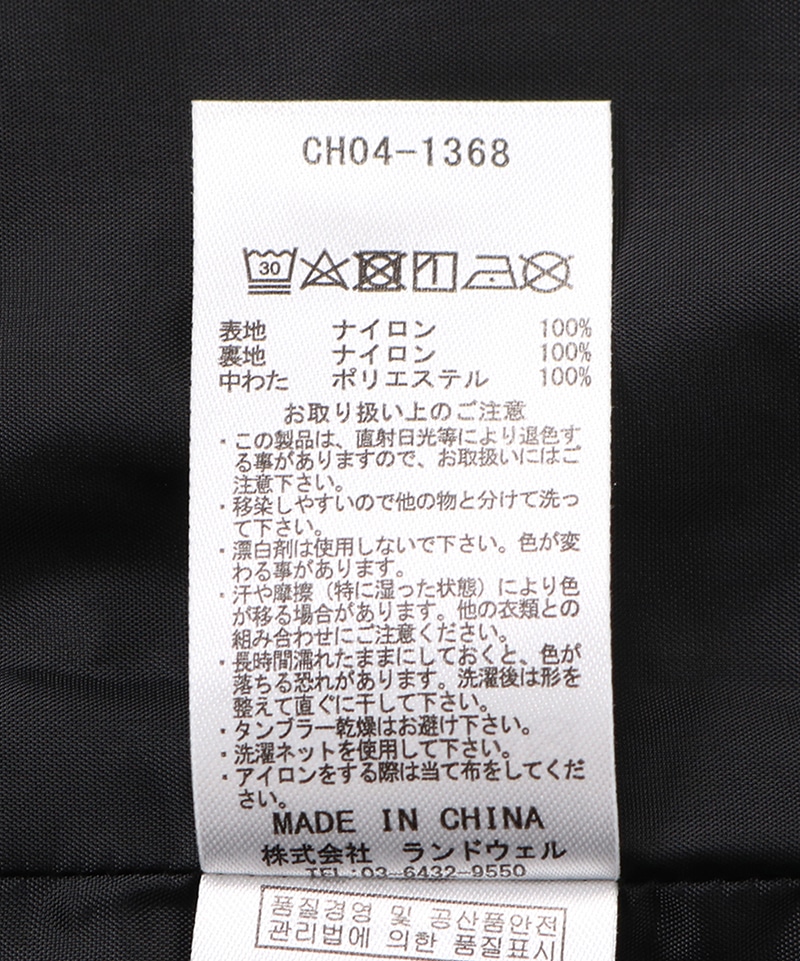 CH04-1368
30
表地 ナイロン 100%
裏地 ナイロン 100%
中わた ポリエステル 100%
お取り扱い上のご注意
・この製品は、直射日光等により退色す
る事がありますので、お取扱いにはご
注意下さい。
・移染しやすいので他の物と分けて洗っ
て下さい。
・漂白剤は使用しないで下さい。色が変
わる事があります。
・汗や摩擦（特に湿った状態）により色
が移る場合があります。他の衣類との
組み合わせにご注意ください。
・長時間濡れたままにしておくと、色が
落ちる恐れがあります。洗濯後は形を
整えて直ぐに干して下さい。
・タンブラー乾燥はお避け下さい。
・洗濯ネットを使用して下さい。
・アイロンをする際は当て布をしてくだ
さい。
MADE IN CHINA
株式会社 ランドウェル
TEL:03-6432-9550
품질경영 및 공산품안전
관리법에 의한 품질표시